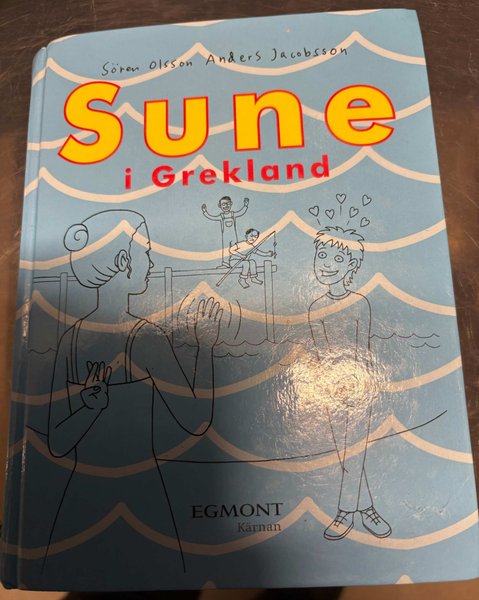 Sören Olsson Anders Jacobsson
Sune
i Grekland
EGMONT
Kärnan